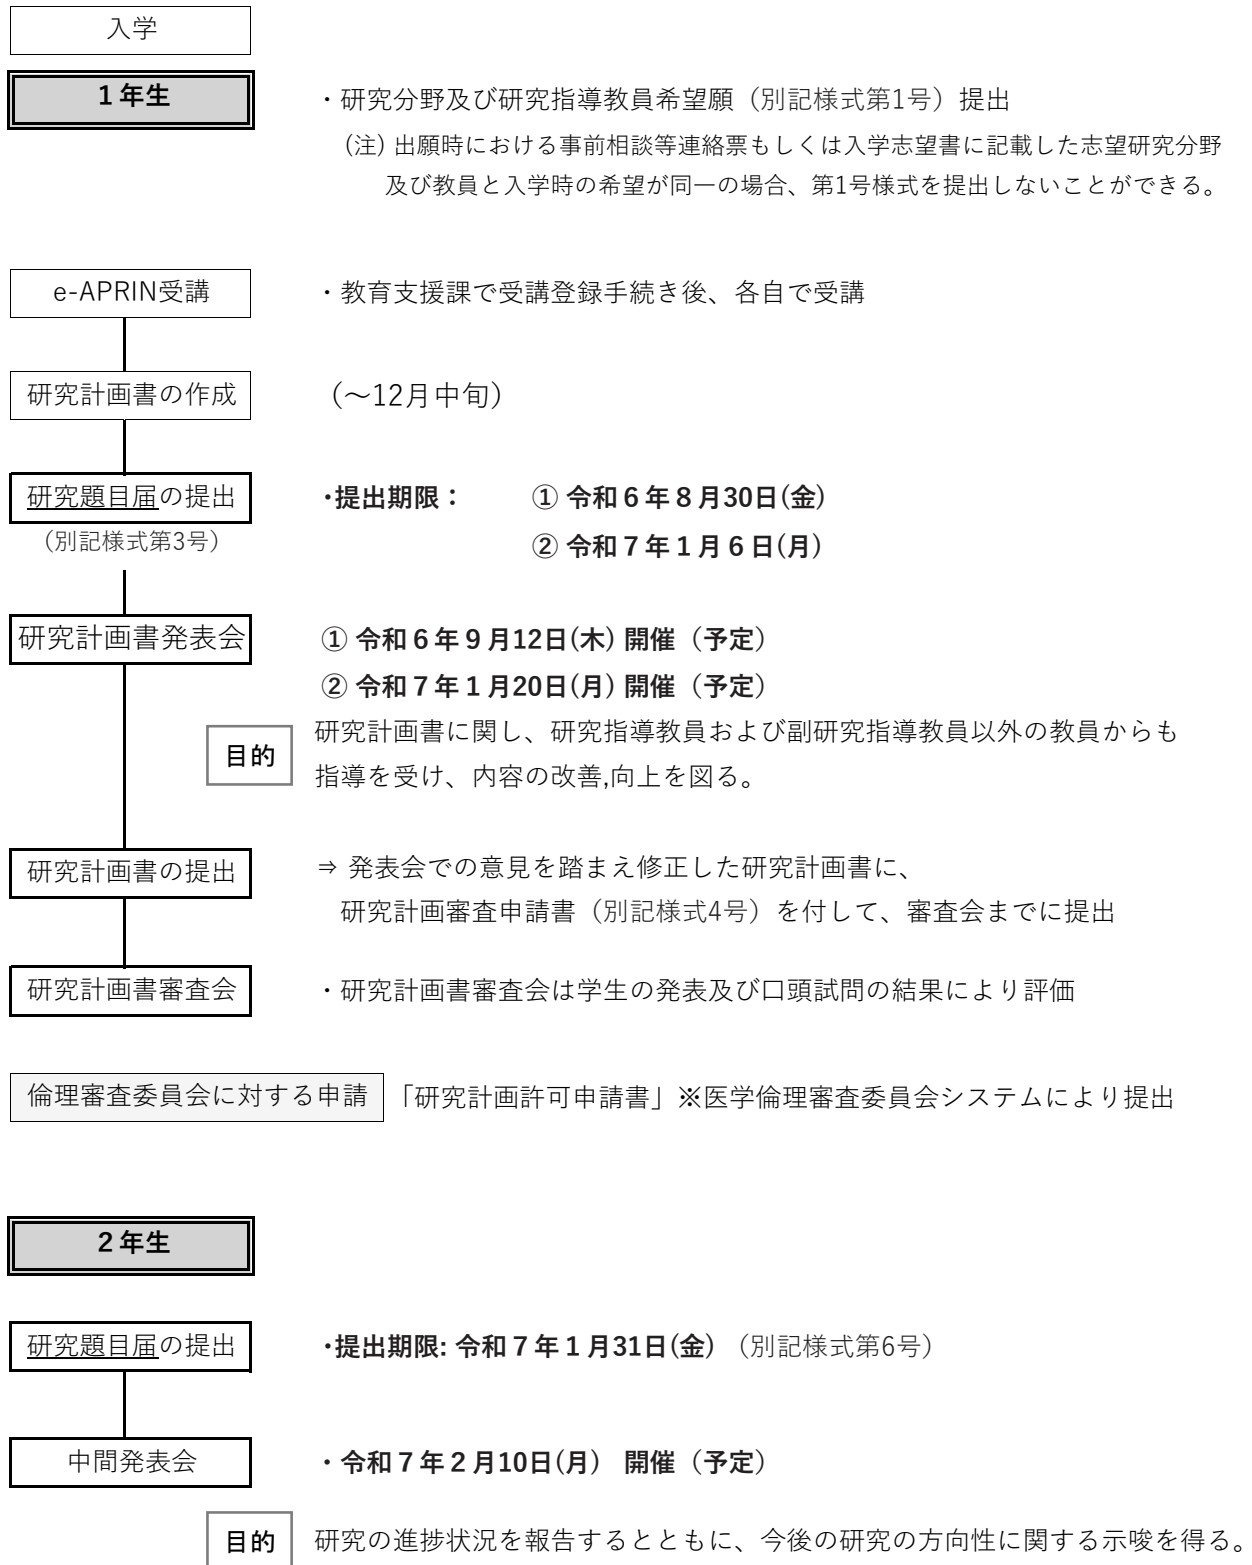 入学
１年生
・研究分野及び研究指導教員希望願（別記様式第1号）提出
(注) 出願時における事前相談等連絡票もしくは入学志望書に記載した志望研究分野
及び教員と入学時の希望が同一の場合、第1号様式を提出しないことができる。
e-APRIN受講
・教育支援課で受講登録手続き後、各自で受講
研究計画書の作成
（～12月中旬）
研究題目届の提出
・提出期限： ① 令和６年８月30日(金)
（別記様式第3号）
② 令和７年１月６日(月)
研究計画書発表会
① 令和６年９月12日(木) 開催（予定）
② 令和７年１月20日(月) 開催（予定）
目的
研究計画書に関し、研究指導教員および副研究指導教員以外の教員からも
指導を受け、内容の改善,向上を図る。
研究計画書の提出
⇒ 発表会での意見を踏まえ修正した研究計画書に、
研究計画審査申請書（別記様式4号）を付して、審査会までに提出
研究計画書審査会
・研究計画書審査会は学生の発表及び口頭試問の結果により評価
倫理審査委員会に対する申請
「研究計画許可申請書」※医学倫理審査委員会システムにより提出
２年生
研究題目届の提出
・提出期限: 令和７年１月31日(金) （別記様式第6号）
中間発表会
・令和７年２月10日(月) 開催（予定）
目的
研究の進捗状況を報告するとともに、今後の研究の方向性に関する示唆を得る。